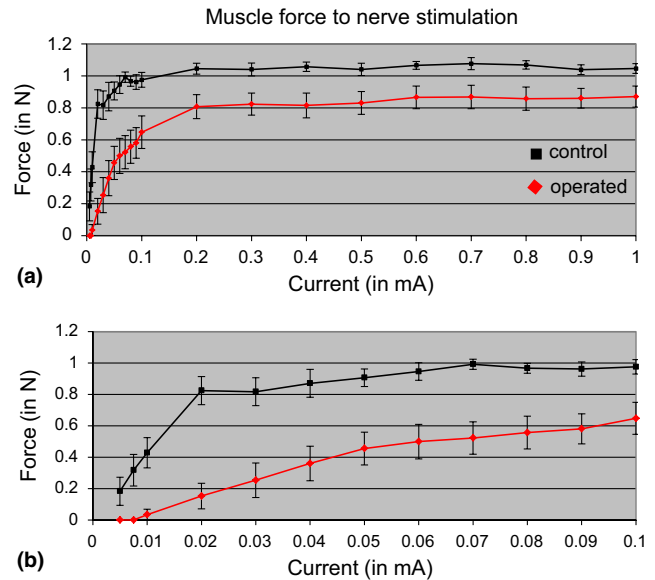 Muscle force to nerve stimulation
1.2
1
0.8
0.6
0.4
0.2
0
Force (in N)
control
operated
0 0.1 0.2 0.3 0.4 0.5 0.6 0.7 0.8 0.9 1
(a)
Current (in mA)
1.2
1
0.8
0.6
0.4
0.2
0
Force (in N)
0 0.01 0.02 0.03 0.04 0.05 0.06 0.07 0.08 0.09 0.1
(b)
Current (in mA)